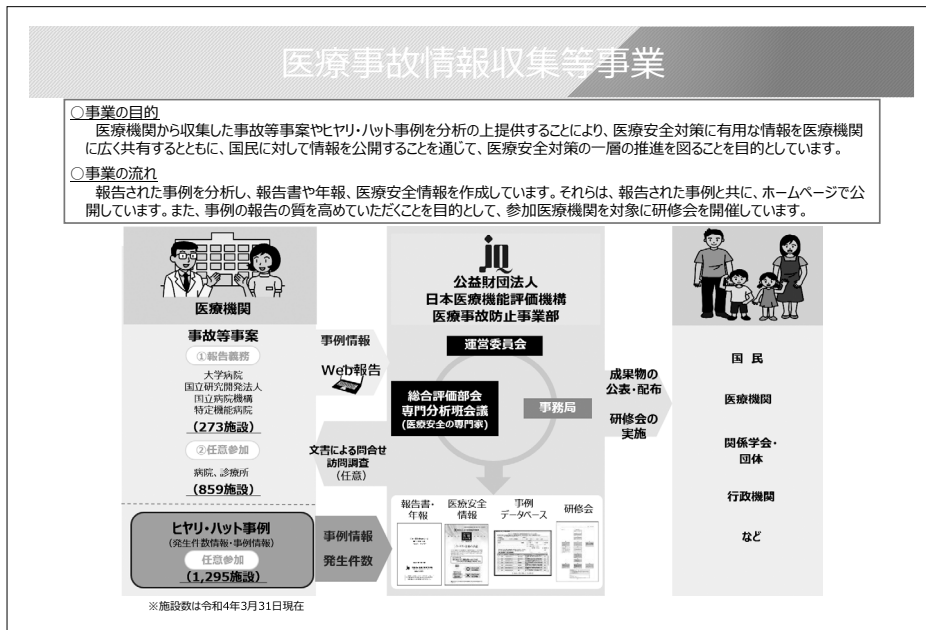 医療事故情報収集等事業
○事業の目的
医療機関から収集した事故等事案やヒヤリ・ハット事例を分析の上提供することにより、医療安全対策に有用な情報を医療機関
に広く共有するとともに、国民に対して情報を公開することを通じて、医療安全対策の一層の推進を図ることを目的としています。
○事業の流れ
報告された事例を分析し、報告書や年報、医療安全情報を作成しています。それらは、報告された事例と共に、ホームページで公
開しています。また、事例の報告の質を高めていただくことを目的として、参加医療機関を対象に研修会を開催しています。
医療機関
事故等事案
①報告義務
大学病院
国立研究開発法人
国立病院機構
特定機能病院
(273施設)
②任意参加
病院、診療所
(859施設)
ヒヤリ・ハット事例
(発生件数情報・事例情報)
任意参加
(1,295施設)
※施設数は令和4年3月31日現在
事例情報
Web報告
文書による問合せ
訪問調査
(任意)
事例情報
発生件数
jQ
公益財団法人
日本医療機能評価機構
医療事故防止事業部
運営委員会
総合評価部会
専門分析班会議
(医療安全の専門家)
事務局
報告書・
年報
医療安全
情報
事例
データベース
研修会
成果物の
公表・配布
研修会の
実施
国 民
医療機関
関係学会・
団体
行政機関
など